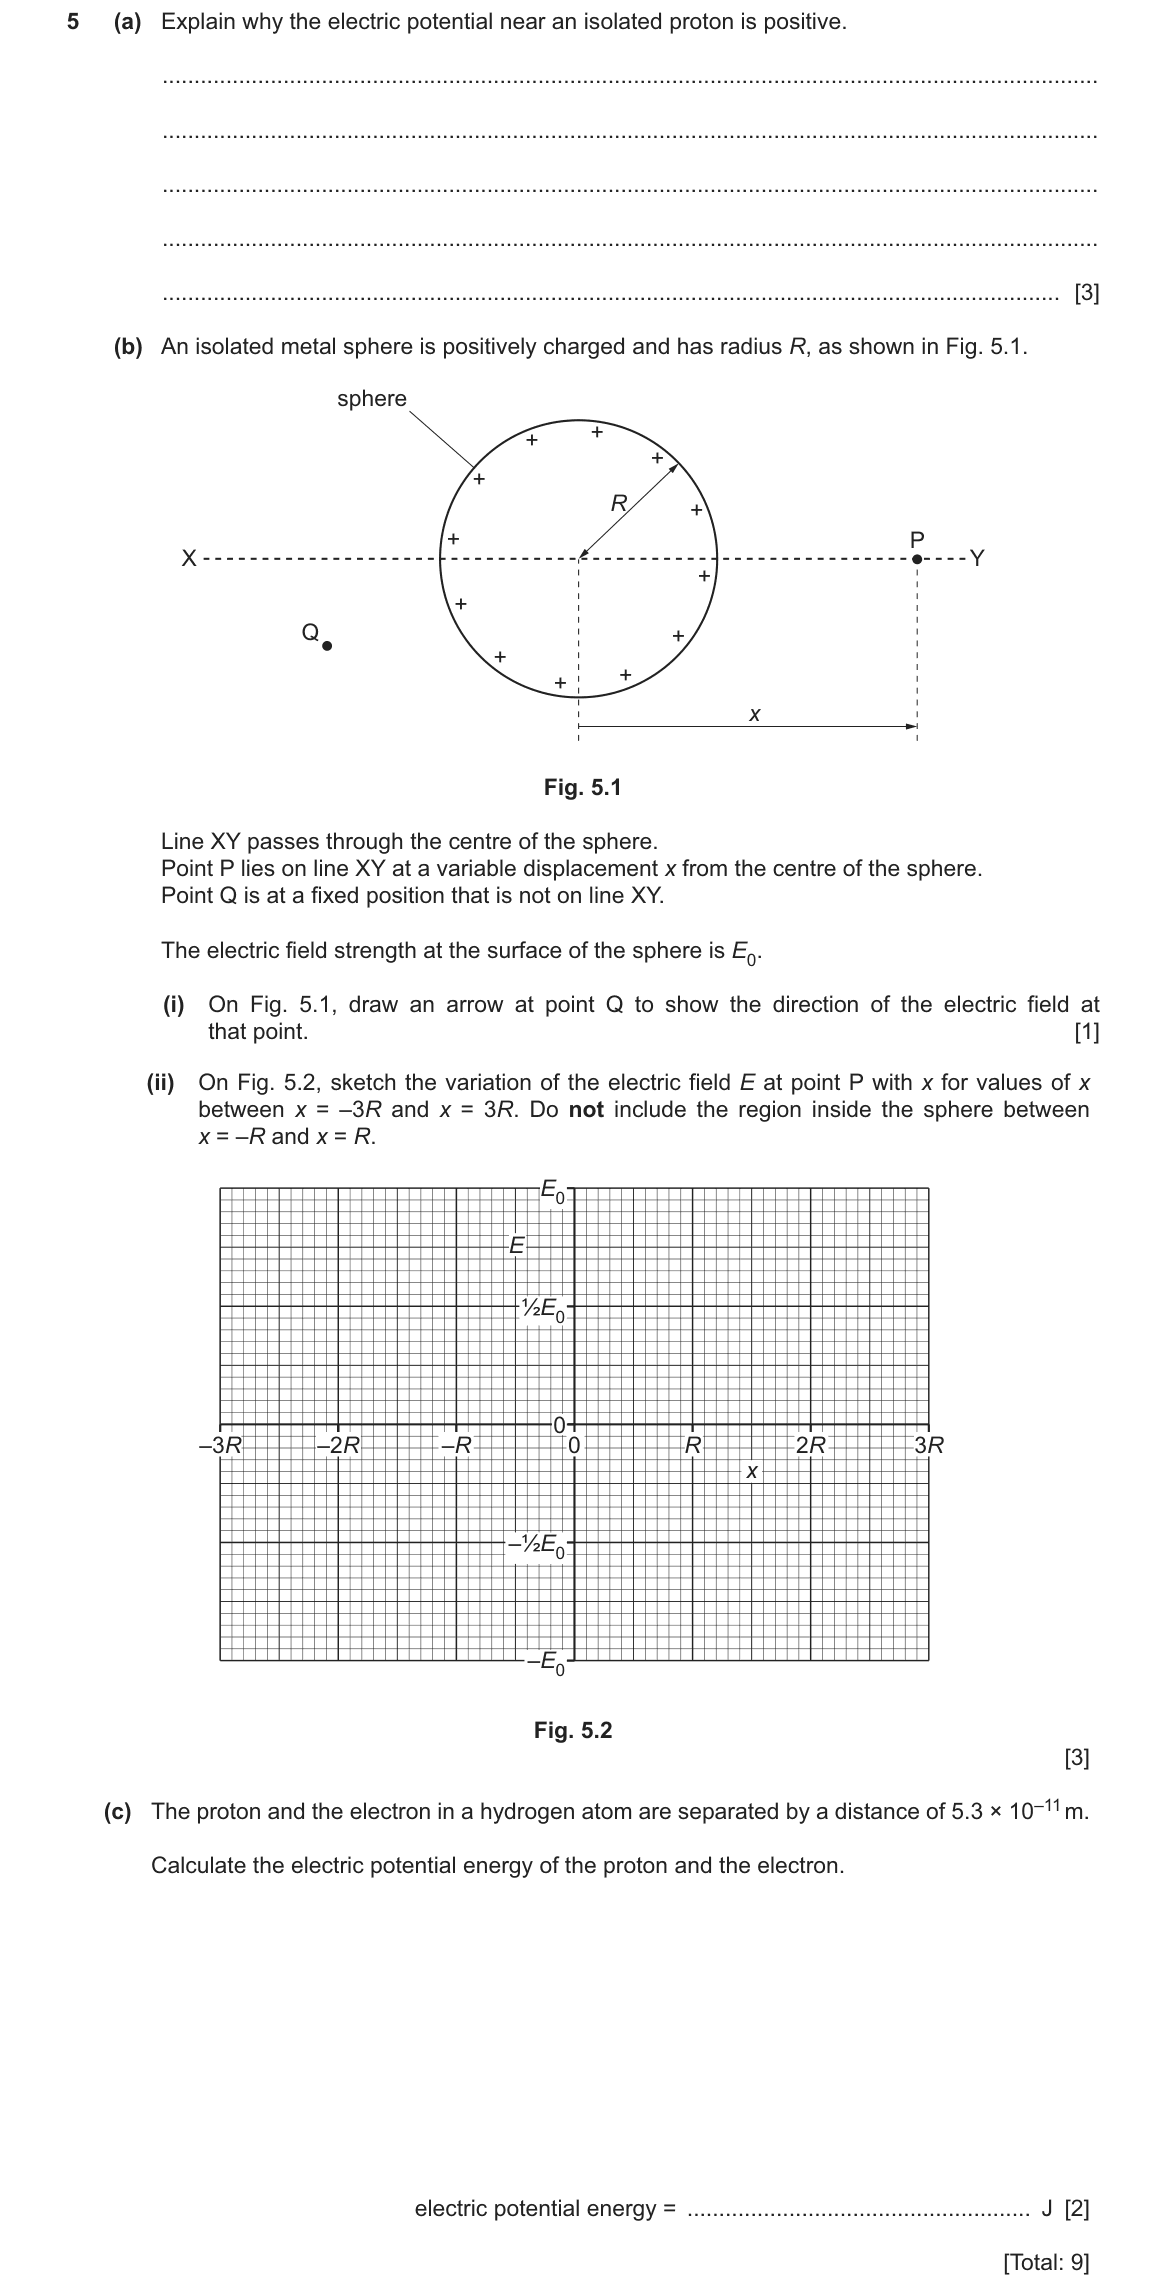 5 (a) Explain why the electric potential near an isolated proton is positive.
....................................................................................................
....................................................................................................
....................................................................................................
....................................................................................................
.................................................................................................... [3]
(b) An isolated metal sphere is positively charged and has radius R, as shown in Fig. 5.1.
sphere
+ + + + + + + + + + + + +
R
X
P
Y
Q
x
Fig. 5.1
Line XY passes through the centre of the sphere.
Point P lies on line XY at a variable displacement x from the centre of the sphere.
Point Q is at a fixed position that is not on line XY.
The electric field strength at the surface of the sphere is E₀.
(i) On Fig. 5.1, draw an arrow at point Q to show the direction of the electric field at
that point. [1]
(ii) On Fig. 5.2, sketch the variation of the electric field E at point P with x for values of x
between x = –3R and x = 3R. Do not include the region inside the sphere between
x = –R and x = R.
E₀
E
½E₀
0
–3R –2R –R 0 R 2R 3R
x
–½E₀
–E₀
Fig. 5.2
[3]
(c) The proton and the electron in a hydrogen atom are separated by a distance of 5.3 × 10⁻¹¹ m.
Calculate the electric potential energy of the proton and the electron.
electric potential energy = ...................................................... J [2]
[Total: 9]